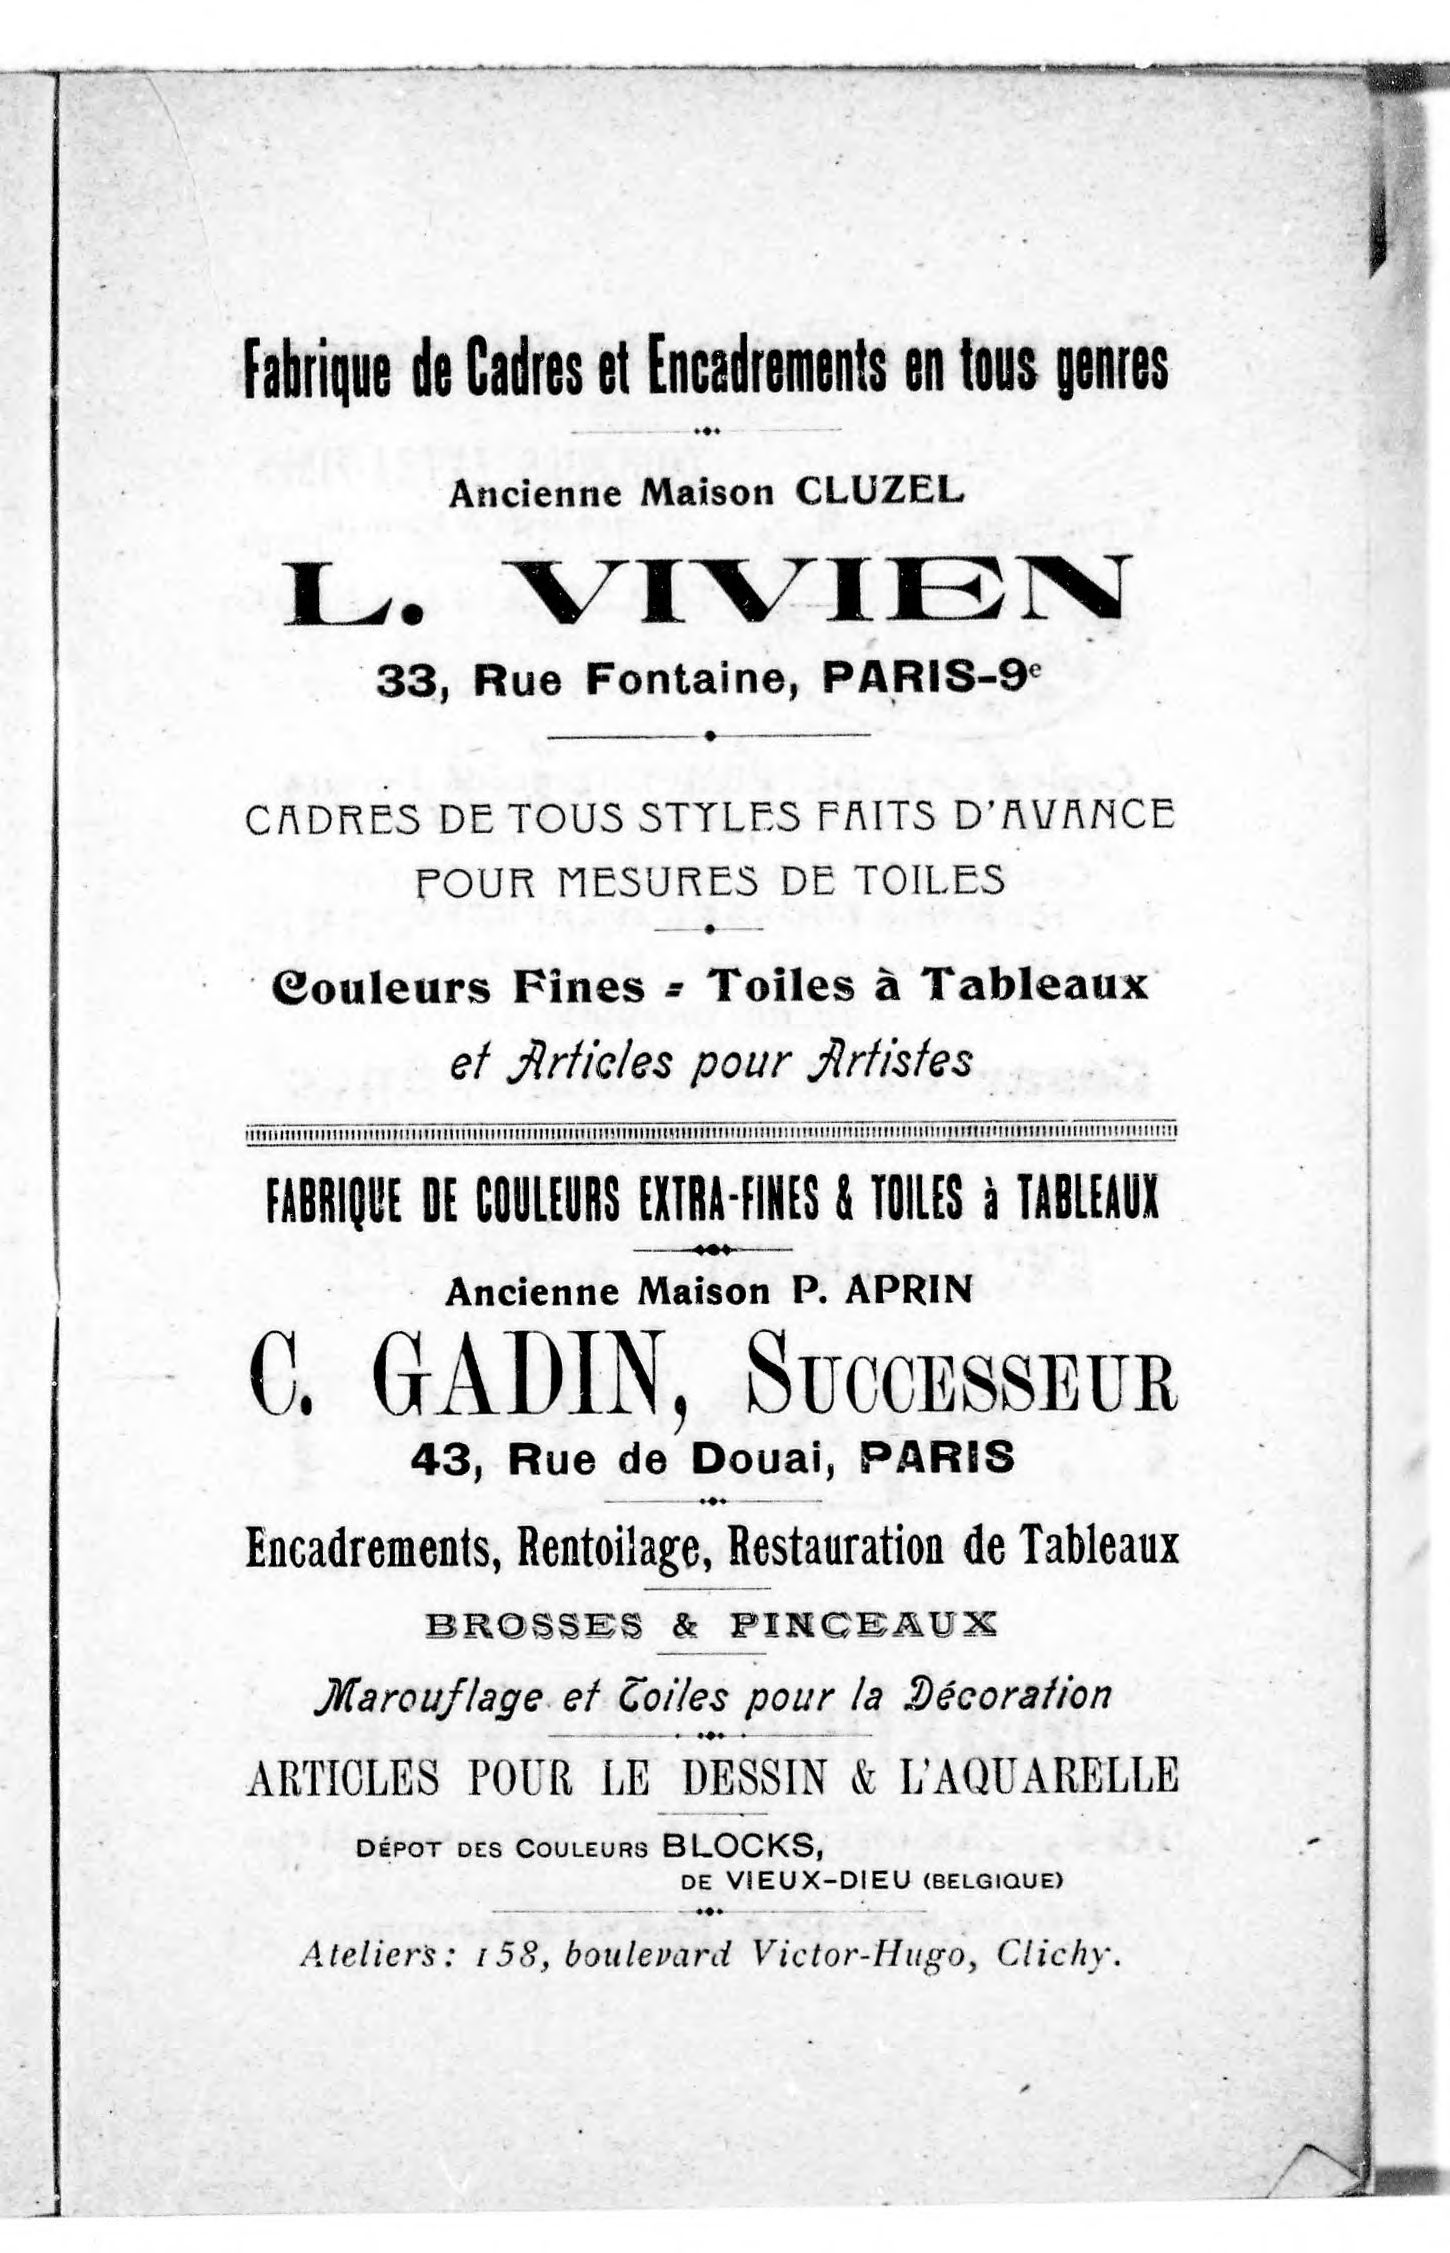 Fabrique de Cadres et Encadrements en tous genres
Ancienne Maison CLUZEL
L. VIVIEN
33, Rue Fontaine, PARIS-9e
CADRES DE TOUS STYLES FAITS D'AVANCE
POUR MESURES DE TOILES
Couleurs Fines = Toiles à Tableaux
et Articles pour Artistes
FABRIQUE DE COULEURS EXTRA-FINES & TOILES à TABLEAUX
Ancienne Maison P. APRIN
C. GADIN, SUCCESSEUR
43, Rue de Douai, PARIS
Encadrements, Rentoilage, Restauration de Tableaux
BROSSES & PINCEAUX
Marouflage et Toiles pour la Décoration
ARTICLES POUR LE DESSIN & L'AQUARELLE
DÉPOT DES COULEURS BLOCKS,
DE VIEUX-DIEU (BELGIQUE)
Ateliers : 158, boulevard Victor-Hugo, Clichy.